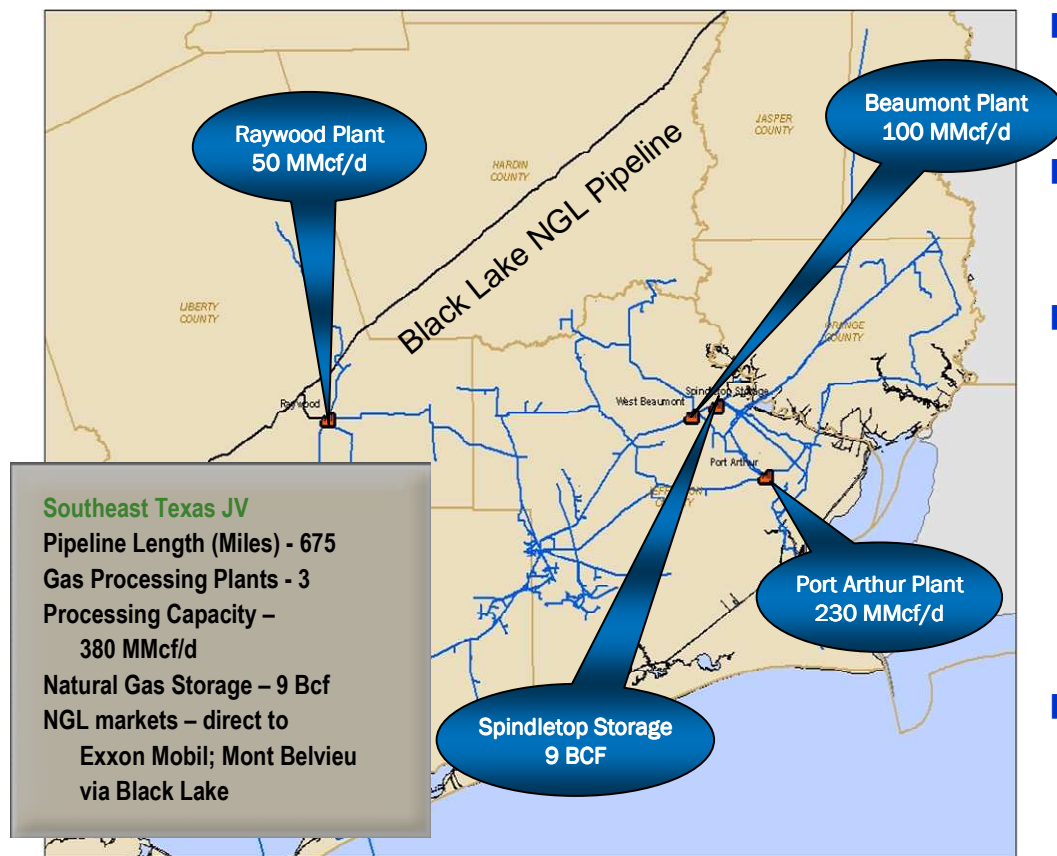 Beaumont Plant
100 MMcf/d
Raywood Plant
50 MMcf/d
JASPER
COUNTY
HARDIN
COUNTY
Black Lake NGL Pipeline
LIBERTY
COUNTY
ORANGE
COUNTY
Raywood
West Beaumont
Spindletop Storage
Port Arthur
JEFFERSON
COUNTY
Southeast Texas JV
Pipeline Length (Miles) - 675
Gas Processing Plants - 3
Processing Capacity –
380 MMcf/d
Natural Gas Storage – 9 Bcf
NGL markets – direct to
Exxon Mobil; Mont Belvieu
via Black Lake
Port Arthur Plant
230 MMcf/d
Spindletop Storage
9 BCF